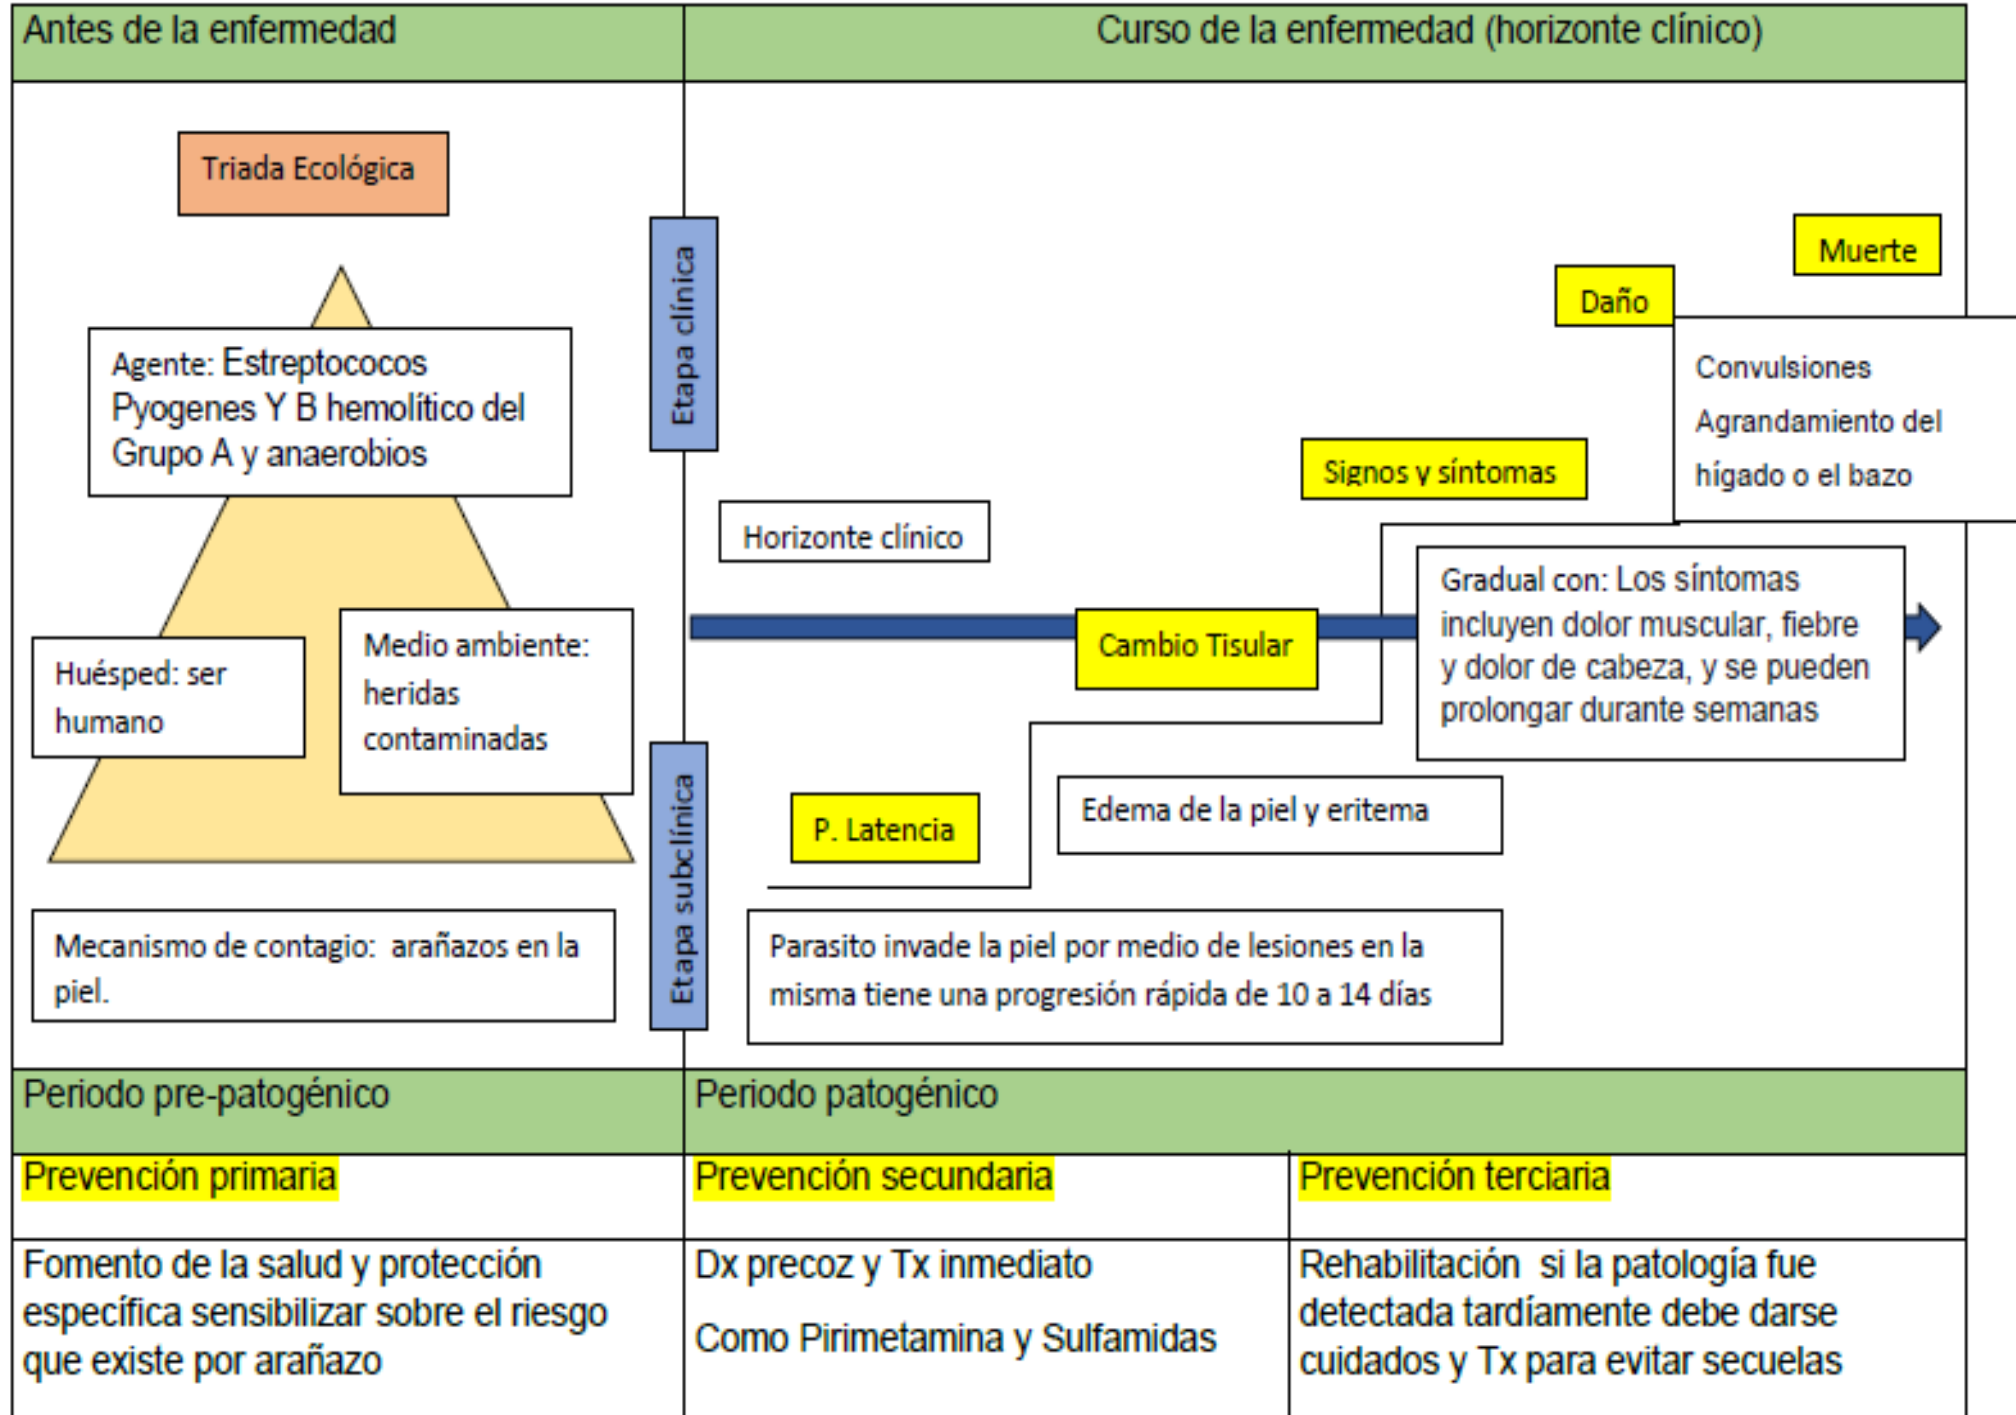 Antes de la enfermedad
Curso de la enfermedad (horizonte clínico)
Triada Ecológica
Agente: Estreptococos
Pyogenes Y B hemolítico del
Grupo A y anaerobios
Huésped: ser
humano
Medio ambiente:
heridas
contaminadas
Mecanismo de contagio: arañazos en la
piel.
Etapa clínica
Etapa subclínica
Horizonte clínico
P. Latencia
Parasito invade la piel por medio de lesiones en la
misma tiene una progresión rápida de 10 a 14 días
Cambio Tisular
Edema de la piel y eritema
Signos y síntomas
Gradual con: Los síntomas
incluyen dolor muscular, fiebre
y dolor de cabeza, y se pueden
prolongar durante semanas
Daño
Convulsiones
Agrandamiento del
hígado o el bazo
Muerte
Periodo pre-patogénico
Periodo patogénico
Prevención primaria
Prevención secundaria
Prevención terciaria
Fomento de la salud y protección
específica sensibilizar sobre el riesgo
que existe por arañazo
Dx precoz y Tx inmediato
Como Pirimetamina y Sulfamidas
Rehabilitación si la patología fue
detectada tardíamente debe darse
cuidados y Tx para evitar secuelas